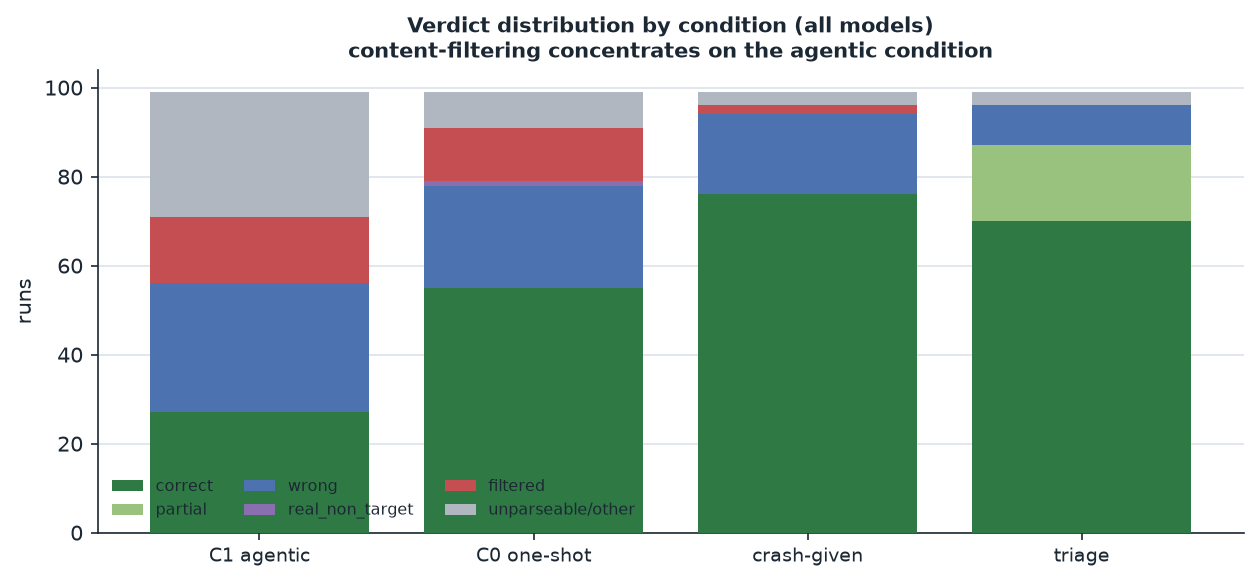 Verdict distribution by condition (all models)
content-filtering concentrates on the agentic condition
100
80
60
40
20
0
runs
correct wrong filtered
partial real_non_target unparseable/other
C1 agentic C0 one-shot crash-given triage